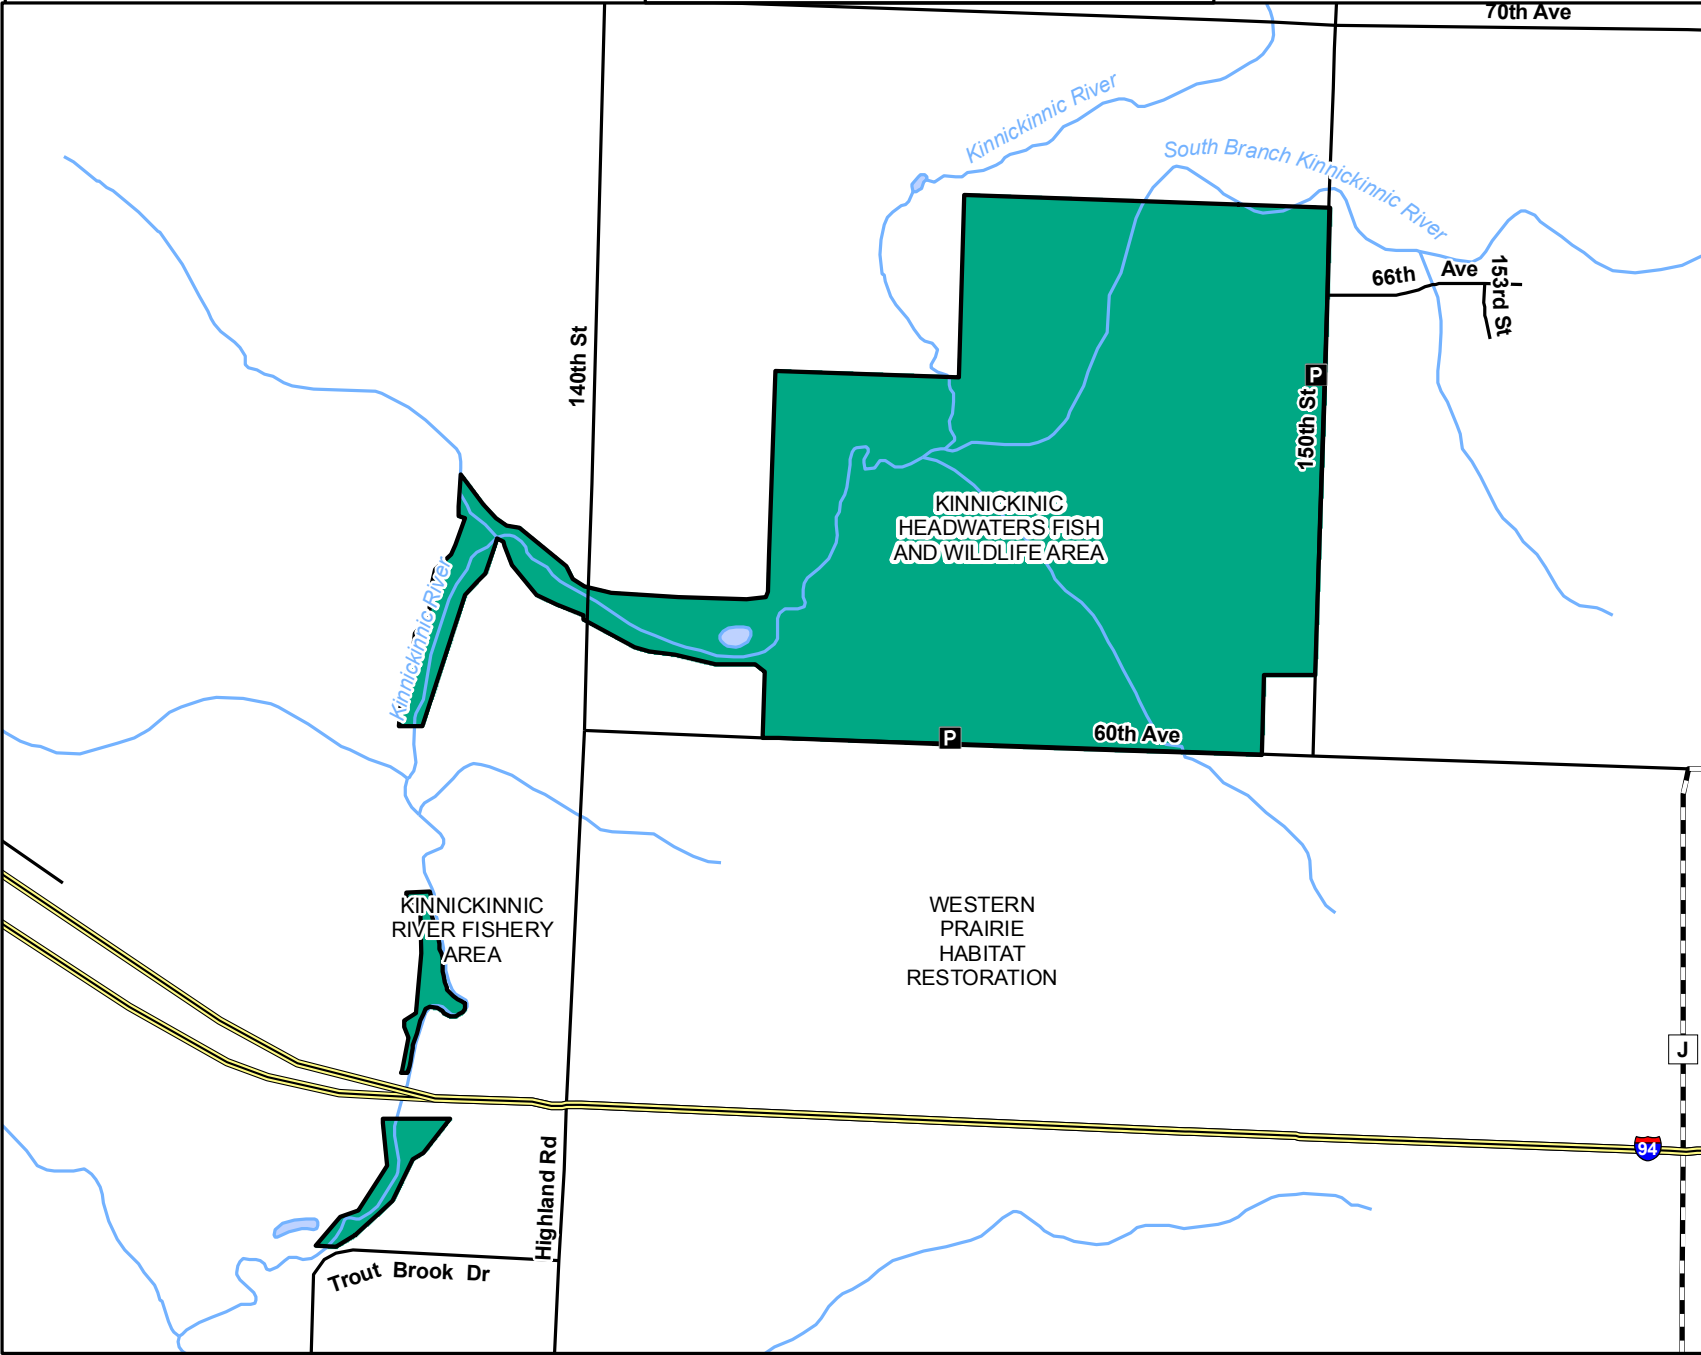 70th Ave
Kinnickinnic River
South Branch Kinnickinnic River
66th Ave
153rd St
140th St
P
150th St
KINNICKINIC
HEADWATERS FISH
AND WILDLIFE AREA
Kinnickinnic River
P
60th Ave
KINNICKINNIC
RIVER FISHERY
AREA
WESTERN
PRAIRIE
HABITAT
RESTORATION
J
94
Highland Rd
Trout Brook Dr